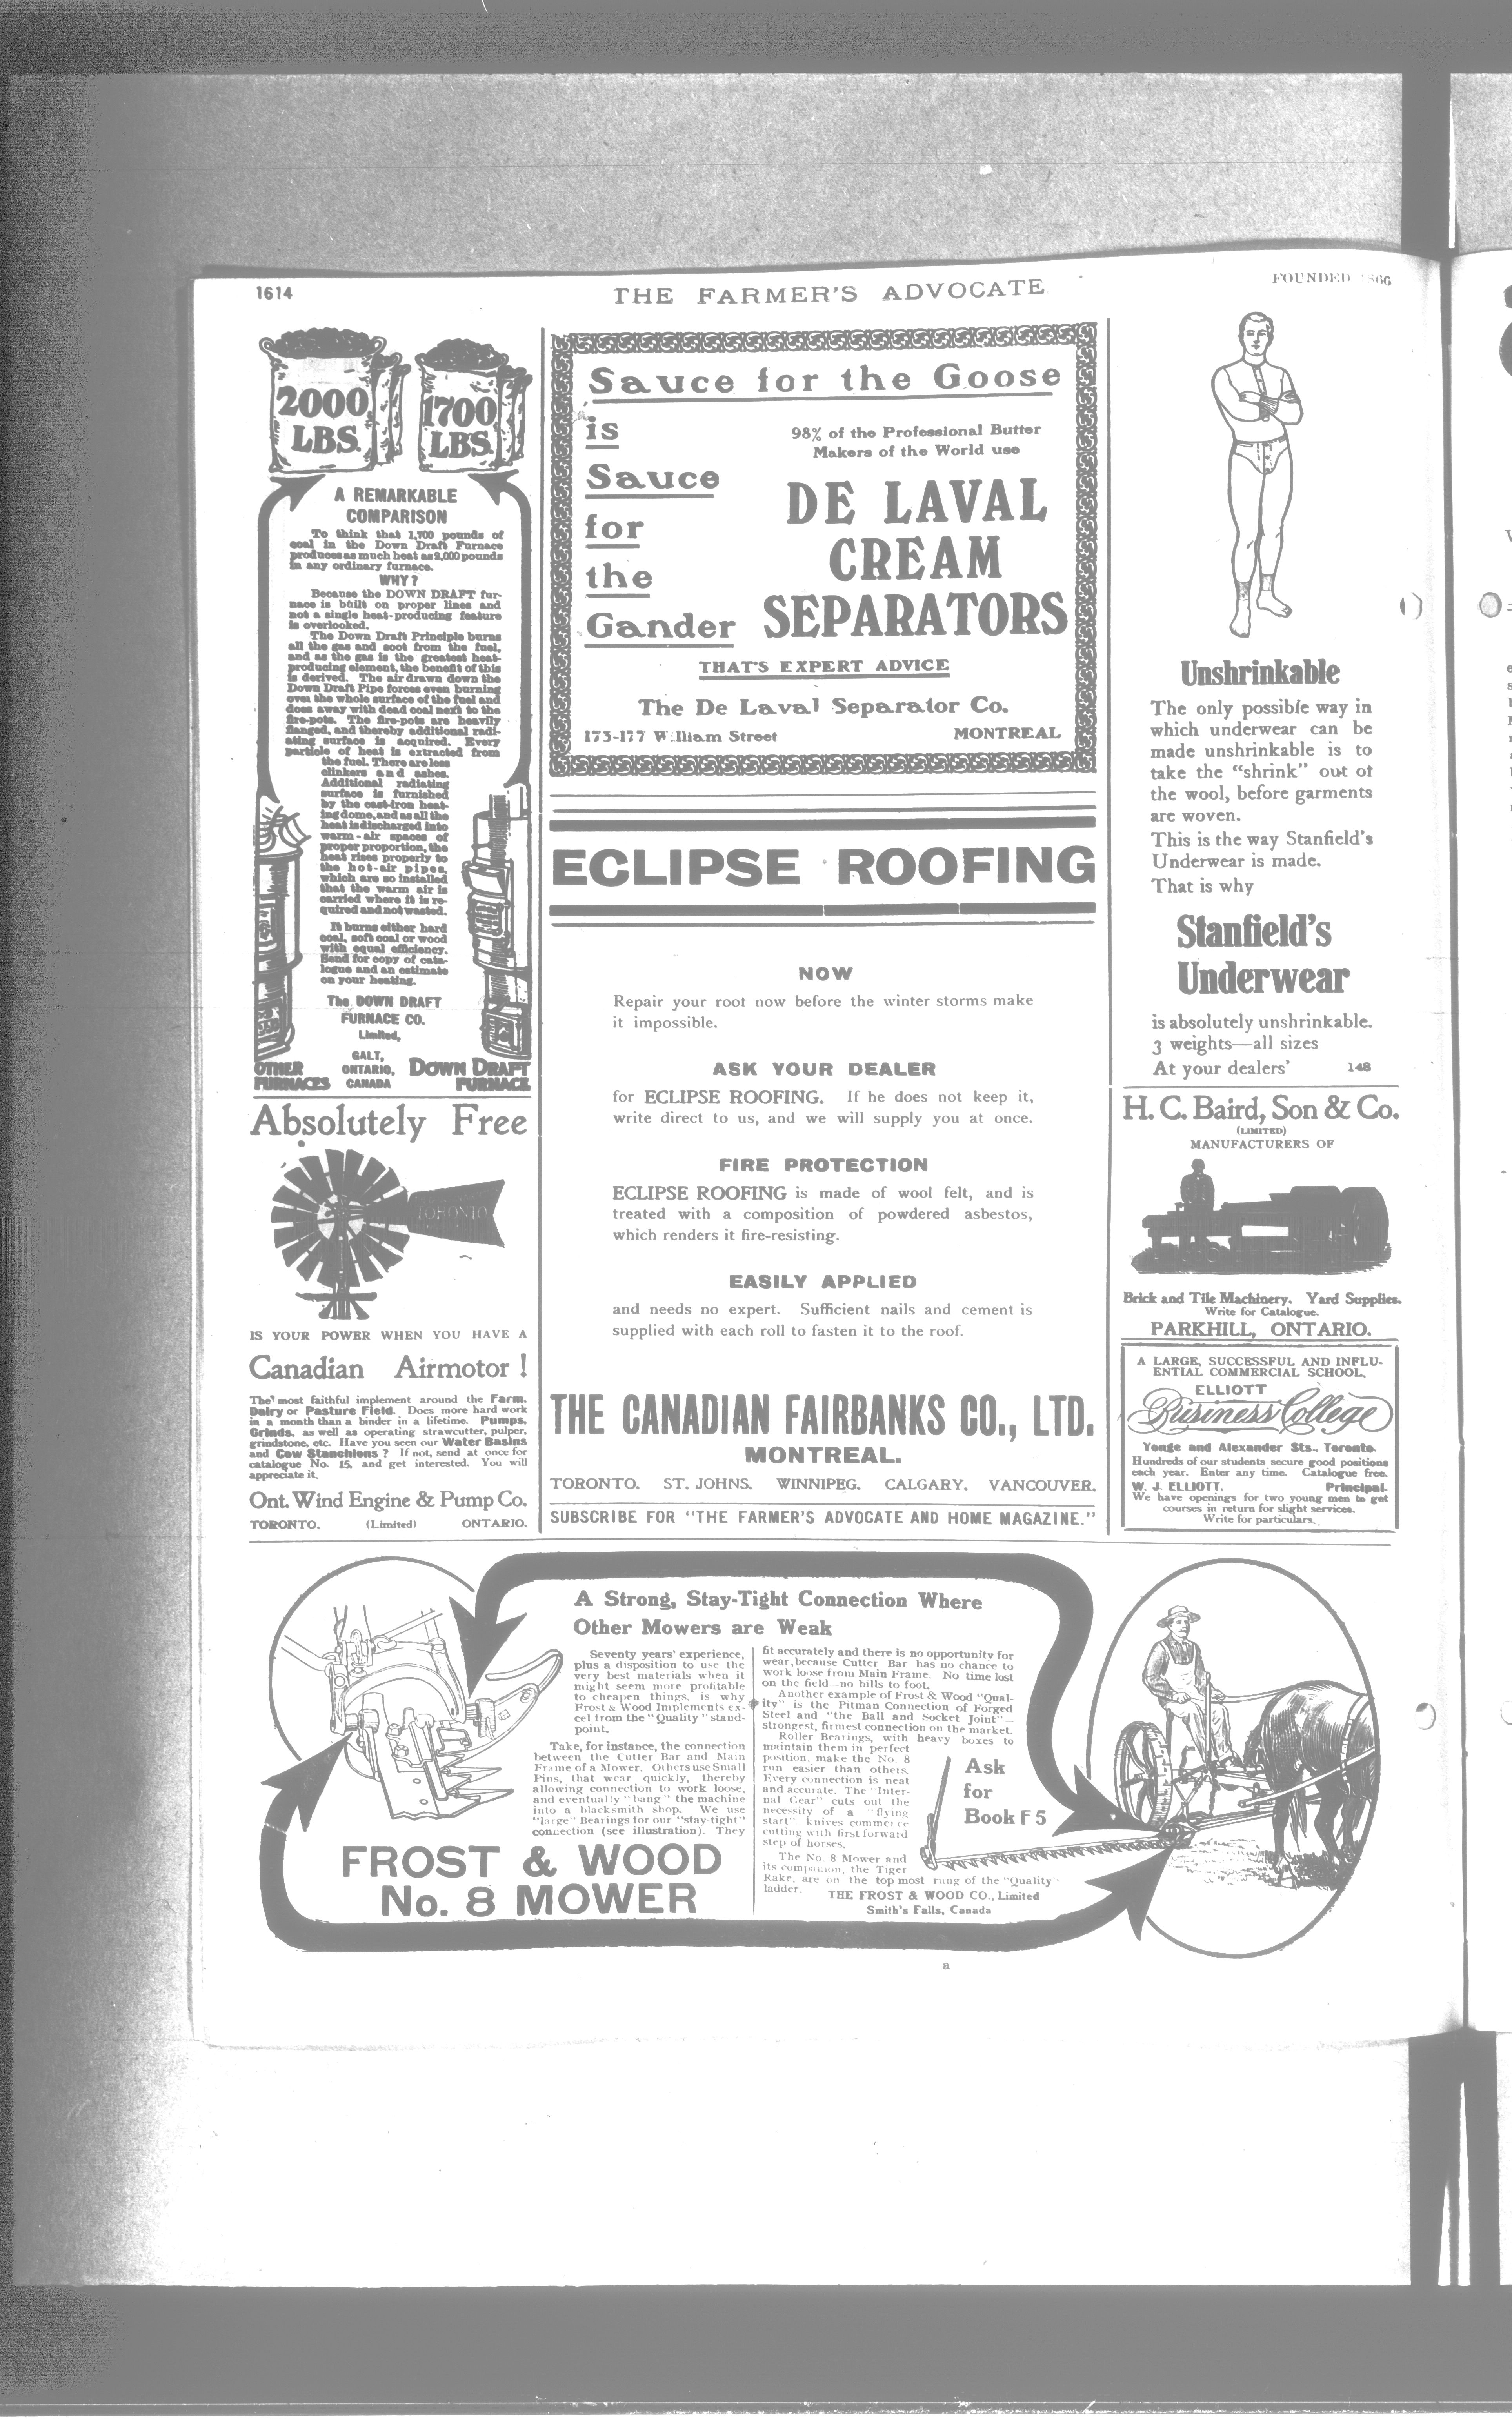 1614
THE FARMER'S ADVOCATE
FOUNDED 1866
2000
LBS.
1700
LBS.
A REMARKABLE
COMPARISON
To think that 1,700 pounds of
coal in the Down Draft Furnace
produces as much heat as 2,000 pounds
in any ordinary furnace.
WHY?
Because the DOWN DRAFT fur-
nace is built on proper lines and
not a single heat-producing feature
is overlooked.
The Down Draft Principle burns
all the gas and soot from the fuel,
and as the gas is the greatest heat-
producing element, the benefit of this
is derived. The air drawn down the
Down Draft Pipe forces even burning
over the whole surface of the fuel and
does away with dead coal next to the
fire-pots. The fire-pots are heavily
flanged, and thereby additional radi-
ating surface is acquired. Every
particle of heat is extracted from
the fuel. There are less
clinkers and ashes.
Additional radiating
surface is furnished
by the cast-iron heat-
ing dome, and as all the
heat is discharged into
warm-air spaces of
proper proportion, the
heat rises properly to
the hot-air pipes,
which are so installed
that the warm air is
carried where it is re-
quired and not wasted.
It burns either hard
coal, soft coal or wood
with equal efficiency.
Send for copy of cata-
logue and an estimate
on your heating.
The DOWN DRAFT
FURNACE CO.
Limited,
GALT,
ONTARIO,
CANADA
OTHER
FURNACES
DOWN DRAFT
FURNACE
Absolutely Free
TORONTO
IS YOUR POWER WHEN YOU HAVE A
Canadian Airmotor !
The most faithful implement around the Farm,
Dairy or Pasture Field. Does more hard work
in a month than a binder in a lifetime. Pumps,
Grinds, as well as operating strawcutter, pulper,
grindstone, etc. Have you seen our Water Basins
and Cow Stanchions ? If not, send at once for
catalogue No. 15, and get interested. You will
appreciate it.
Ont. Wind Engine & Pump Co.
TORONTO. (Limited) ONTARIO.
Sauce for the Goose
is
Sauce
for
the
Gander
98% of the Professional Butter
Makers of the World use
DE LAVAL
CREAM
SEPARATORS
THAT'S EXPERT ADVICE
The De Laval Separator Co.
173-177 William Street MONTREAL
ECLIPSE ROOFING
NOW
Repair your root now before the winter storms make
it impossible.
ASK YOUR DEALER
for ECLIPSE ROOFING. If he does not keep it,
write direct to us, and we will supply you at once.
FIRE PROTECTION
ECLIPSE ROOFING is made of wool felt, and is
treated with a composition of powdered asbestos,
which renders it fire-resisting.
EASILY APPLIED
and needs no expert. Sufficient nails and cement is
supplied with each roll to fasten it to the roof.
THE CANADIAN FAIRBANKS CO., LTD.
MONTREAL.
TORONTO. ST. JOHNS. WINNIPEG. CALGARY. VANCOUVER.
SUBSCRIBE FOR "THE FARMER'S ADVOCATE AND HOME MAGAZINE."
Unshrinkable
The only possible way in
which underwear can be
made unshrinkable is to
take the "shrink" out of
the wool, before garments
are woven.
This is the way Stanfield's
Underwear is made.
That is why
Stanfield's
Underwear
is absolutely unshrinkable.
3 weights—all sizes
At your dealers' 148
H. C. Baird, Son & Co.
(LIMITED)
MANUFACTURERS OF
Brick and Tile Machinery. Yard Supplies.
Write for Catalogue.
PARKHILL, ONTARIO.
A LARGE, SUCCESSFUL AND INFLU-
ENTIAL COMMERCIAL SCHOOL.
ELLIOTT
Business College
Yonge and Alexander Sts., Toronto.
Hundreds of our students secure good positions
each year. Enter any time. Catalogue free.
W. J. ELLIOTT, Principal.
We have openings for two young men to get
courses in return for slight services.
Write for particulars.
A Strong, Stay-Tight Connection Where
Other Mowers are Weak
Seventy years' experience,
plus a disposition to use the
very best materials when it
might seem more profitable
to cheapen things, is why
Frost & Wood Implements ex-
cel from the "Quality" stand-
point.
Take, for instance, the connection
between the Cutter Bar and Main
Frame of a Mower. Others use Small
Pins, that wear quickly, thereby
allowing connection to work loose,
and eventually "bang" the machine
into a blacksmith shop. We use
"large" Bearings for our "stay-tight"
connection (see illustration). They
fit accurately and there is no opportunity for
wear, because Cutter Bar has no chance to
work loose from Main Frame. No time lost
on the field—no bills to foot.
Another example of Frost & Wood "Qual-
ity" is the Pitman Connection of Forged
Steel and "the Ball and Socket Joint"—
strongest, firmest connection on the market.
Roller Bearings, with heavy boxes to
maintain them in perfect
position, make the No. 8
run easier than others.
Every connection is neat
and accurate. The "Inter-
nal Gear" cuts out the
necessity of a "flying
start"—knives commence
cutting with first forward
step of horses.
The No. 8 Mower and
its companion, the Tiger
Rake, are on the top most rung of the "Quality"
ladder.
Ask
for
Book F 5
THE FROST & WOOD CO., Limited
Smith's Falls, Canada
FROST & WOOD
No. 8 MOWER
a